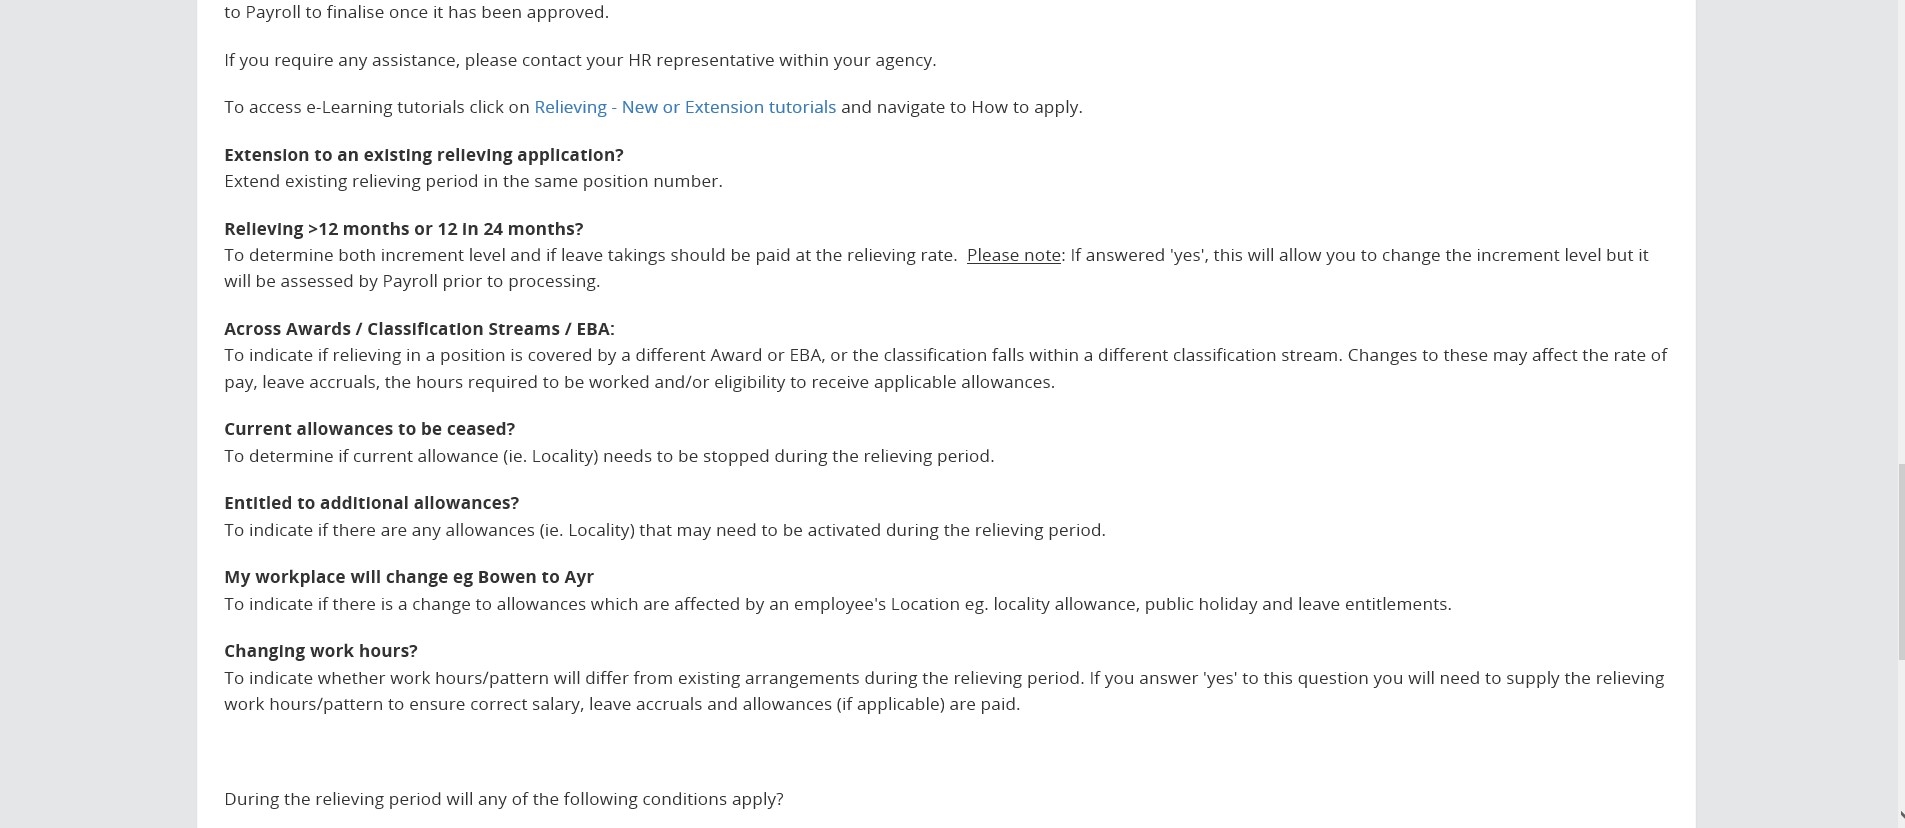 to Payroll to finalise once it has been approved.
If you require any assistance, please contact your HR representative within your agency.
To access e-Learning tutorials click on Relieving - New or Extension tutorials and navigate to How to apply.
Extension to an existing relieving application?
Extend existing relieving period in the same position number.
Relieving >12 months or 12 in 24 months?
To determine both increment level and if leave takings should be paid at the relieving rate.  Please note: If answered 'yes', this will allow you to change the increment level but it
will be assessed by Payroll prior to processing.
Across Awards / Classification Streams / EBA:
To indicate if relieving in a position is covered by a different Award or EBA, or the classification falls within a different classification stream. Changes to these may affect the rate of
pay, leave accruals, the hours required to be worked and/or eligibility to receive applicable allowances.
Current allowances to be ceased?
To determine if current allowance (ie. Locality) needs to be stopped during the relieving period.
Entitled to additional allowances?
To indicate if there are any allowances (ie. Locality) that may need to be activated during the relieving period.
My workplace will change eg Bowen to Ayr
To indicate if there is a change to allowances which are affected by an employee's Location eg. locality allowance, public holiday and leave entitlements.
Changing work hours?
To indicate whether work hours/pattern will differ from existing arrangements during the relieving period. If you answer 'yes' to this question you will need to supply the relieving
work hours/pattern to ensure correct salary, leave accruals and allowances (if applicable) are paid.
During the relieving period will any of the following conditions apply?